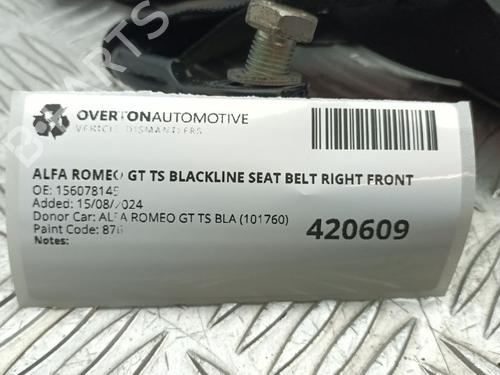 OVERTONAUTOMOTIVE
VEHICLE DISMANTLERS
ALFA ROMEO GT TS BLACKLINE SEAT BELT RIGHT FRONT
OE: 156078145
Added: 15/08/2024
Donor Car: ALFA ROMEO GT TS BLA (101760)
Paint Code: 876
Notes:
420609